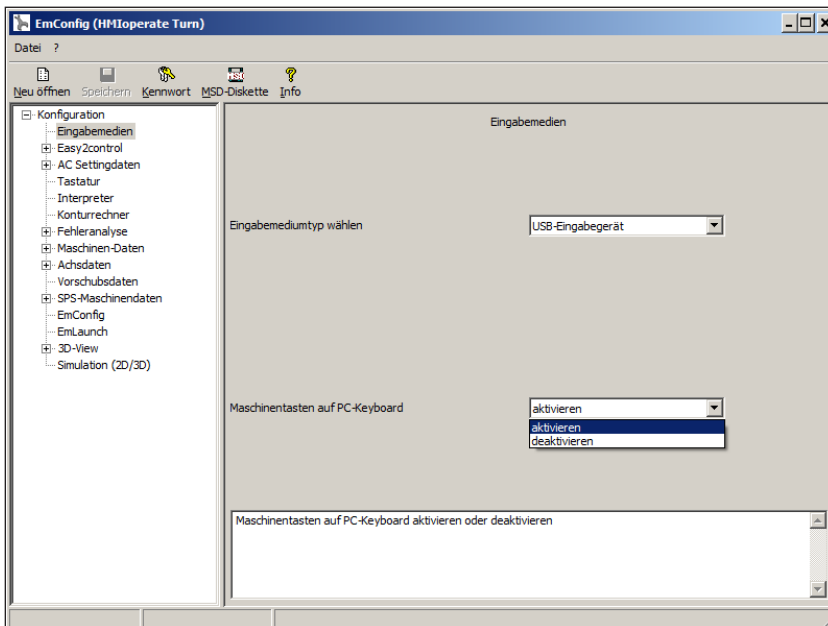 EmConfig (HMIoperate Turn)
Datei ?
Neu öffnen Speichern Kennwort MSD-Diskette Info
Konfiguration
Eingabemedien
Easy2control
AC Settingdaten
Tastatur
Interpreter
Konturrechner
Fehleranalyse
Maschinen-Daten
Achsdaten
Vorschubsdaten
SPS-Maschinendaten
EmConfig
EmLaunch
3D-View
Simulation (2D/3D)
Eingabemedien
Eingabemediumtyp wählen USB-Eingabegerät
Maschinentasten auf PC-Keyboard aktivieren
aktivieren
deaktivieren
Maschinentasten auf PC-Keyboard aktivieren oder deaktivieren